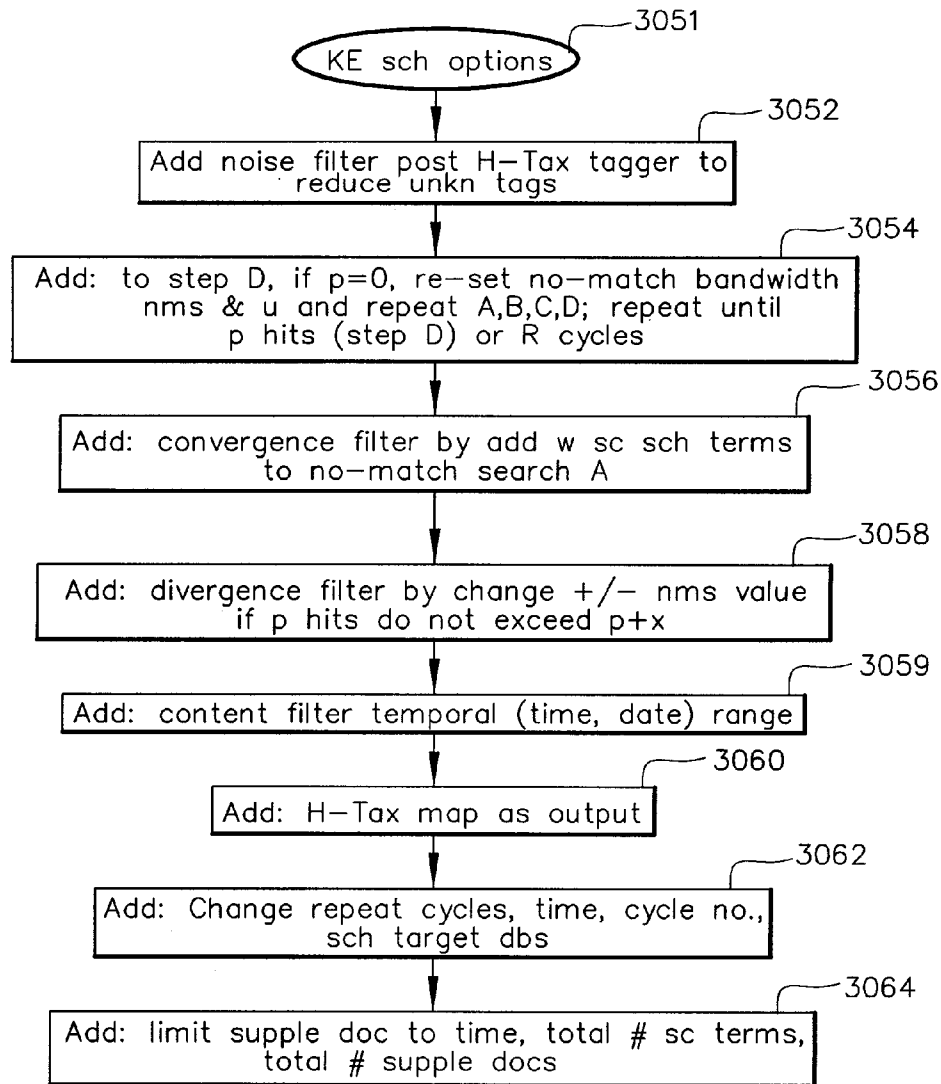 3051
KE sch options
3052
Add noise filter post H-Tax tagger to
reduce unkn tags
3054
Add: to step D, if p=0, re-set no-match bandwidth
nms & u and repeat A,B,C,D; repeat until
p hits (step D) or R cycles
3056
Add: convergence filter by add w sc sch terms
to no-match search A
3058
Add: divergence filter by change +/- nms value
if p hits do not exceed p+x
3059
Add: content filter temporal (time, date) range
3060
Add: H-Tax map as output
3062
Add: Change repeat cycles, time, cycle no.,
sch target dbs
3064
Add: limit supple doc to time, total # sc terms,
total # supple docs